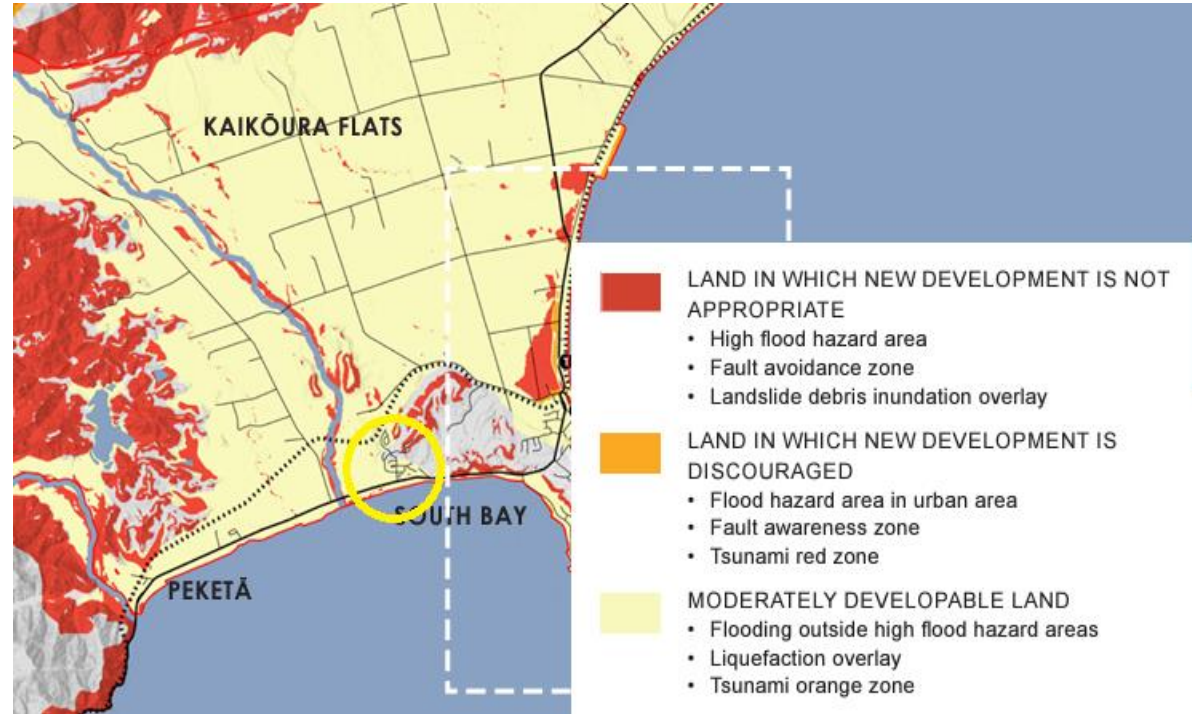 KAIKŌURA FLATS
1
SOUTH BAY
PEKETĀ
LAND IN WHICH NEW DEVELOPMENT IS NOT
APPROPRIATE
• High flood hazard area
• Fault avoidance zone
• Landslide debris inundation overlay
LAND IN WHICH NEW DEVELOPMENT IS
DISCOURAGED
• Flood hazard area in urban area
• Fault awareness zone
• Tsunami red zone
MODERATELY DEVELOPABLE LAND
• Flooding outside high flood hazard areas
• Liquefaction overlay
• Tsunami orange zone